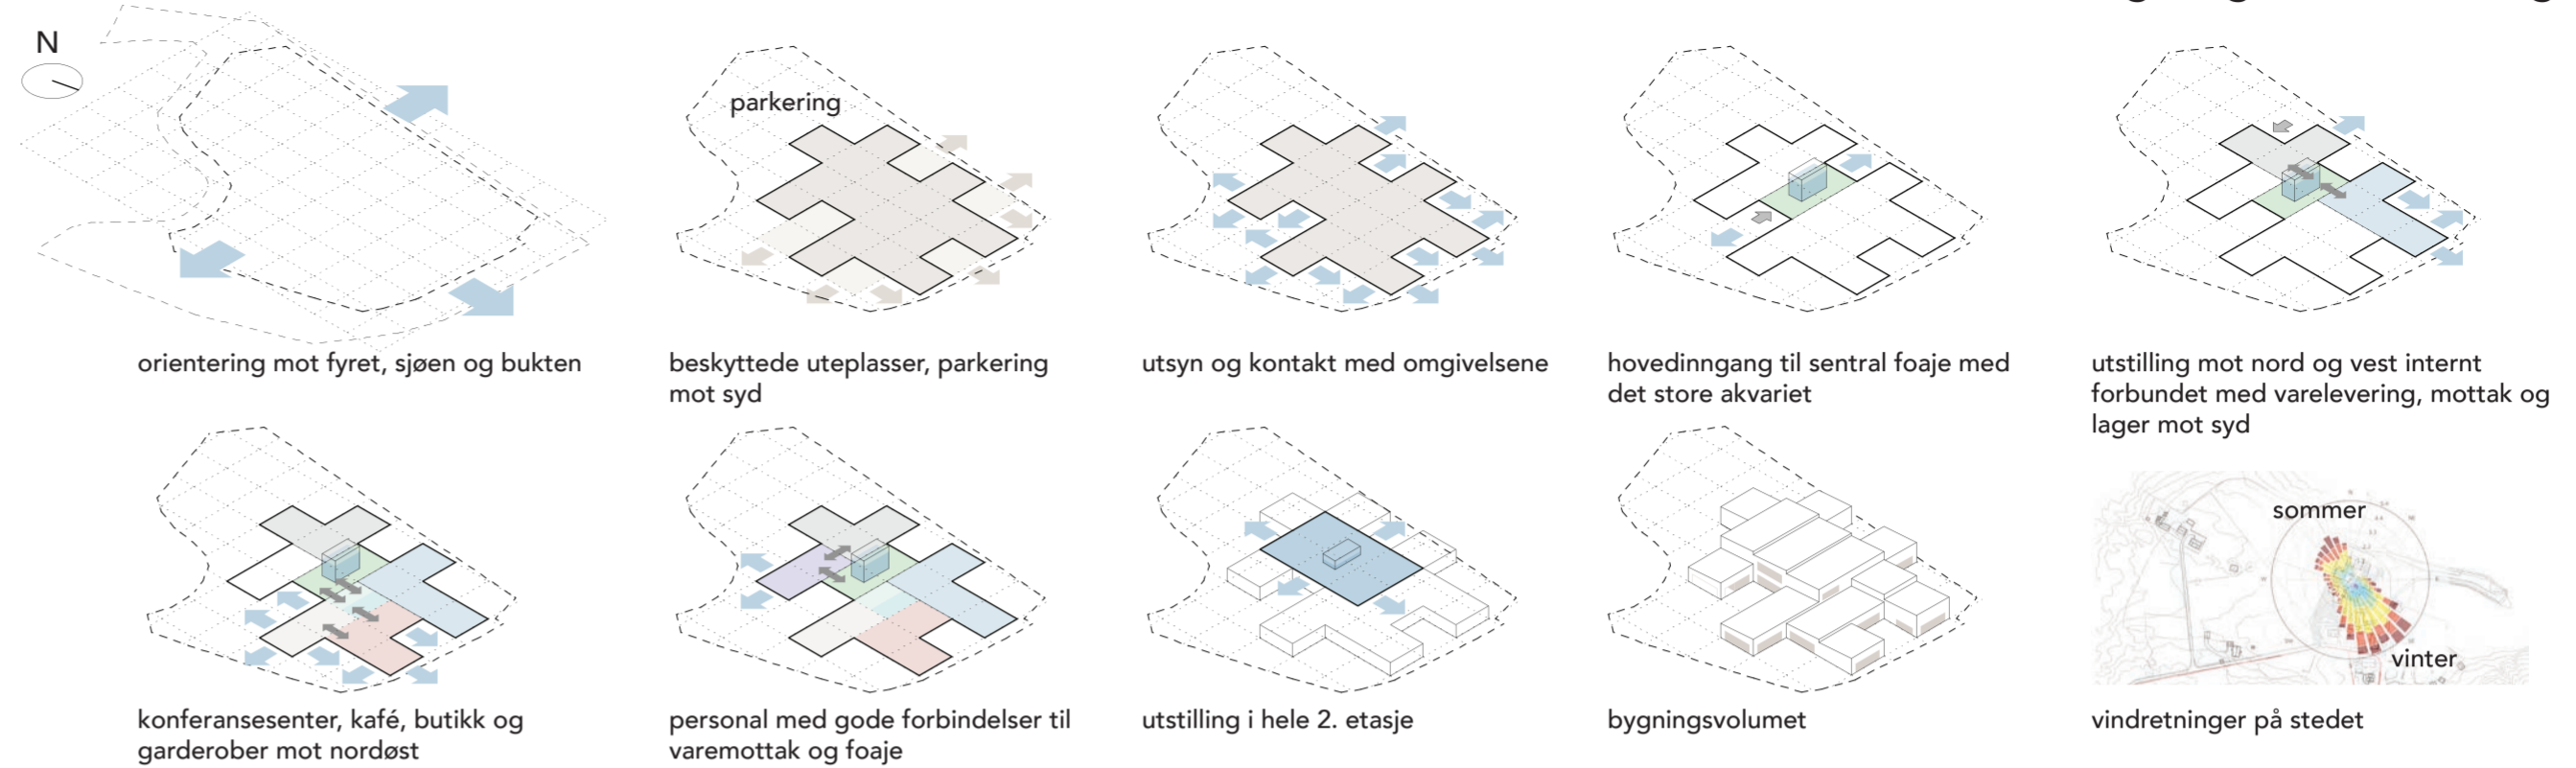 N
parkering
orientering mot fyret, sjøen og bukten
beskyttede uteplasser, parkering
mot syd
utsyn og kontakt med omgivelsene
hovedinngang til sentral foaje med
det store akvariet
utstilling mot nord og vest internt
forbundet med varelevering, mottak og
lager mot syd
konferansesenter, kafé, butikk og
garderober mot nordøst
personal med gode forbindelser til
varemottak og foaje
utstilling i hele 2. etasje
bygningsvolumet
sommer
vinter
vindretninger på stedet